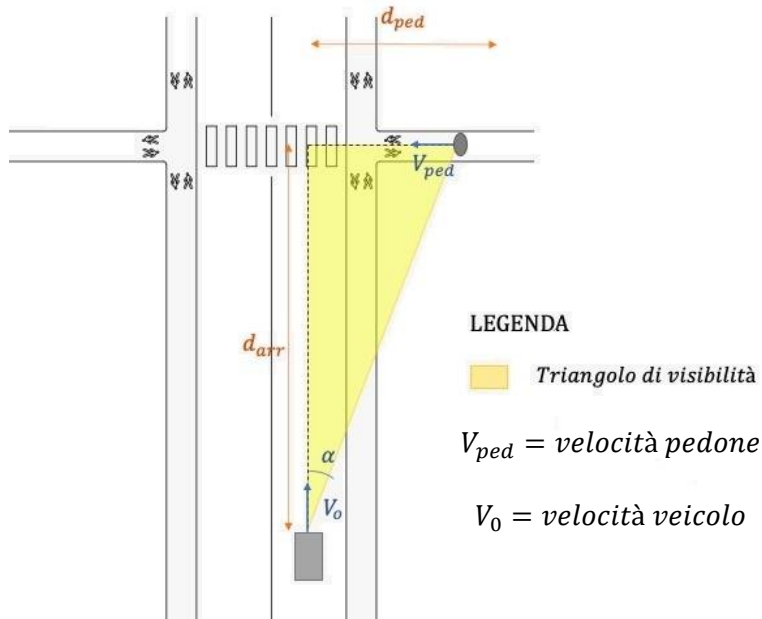 d_ped
V_ped
d_arr
α
V_o
LEGENDA
Triangolo di visibilità
V_ped = velocità pedone
V_0 = velocità veicolo